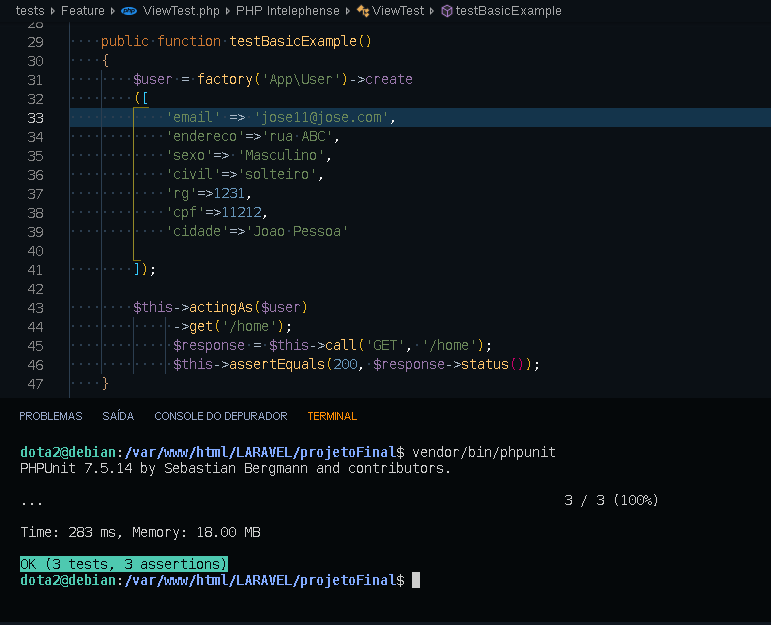 tests › Feature › php ViewTest.php › PHP Intelephense › ViewTest › testBasicExample
28
29 public function testBasicExample()
30 {
31 $user = factory('App\User')->create
32 ([
33 'email' => 'jose11@jose.com',
34 'endereco'=>'rua ABC',
35 'sexo'=> 'Masculino',
36 'civil'=>'solteiro',
37 'rg'=>1231,
38 'cpf'=>11212,
39 'cidade'=>'Joao Pessoa'
40
41 ]);
42
43 $this->actingAs($user)
44 ->get('/home');
45 $response = $this->call('GET', '/home');
46 $this->assertEquals(200, $response->status());
47 }
PROBLEMAS SAÍDA CONSOLE DO DEPURADOR TERMINAL
dota2@debian:/var/www/html/LARAVEL/projetoFinal$ vendor/bin/phpunit
PHPUnit 7.5.14 by Sebastian Bergmann and contributors.
... 3 / 3 (100%)
Time: 283 ms, Memory: 18.00 MB
OK (3 tests, 3 assertions)
dota2@debian:/var/www/html/LARAVEL/projetoFinal$